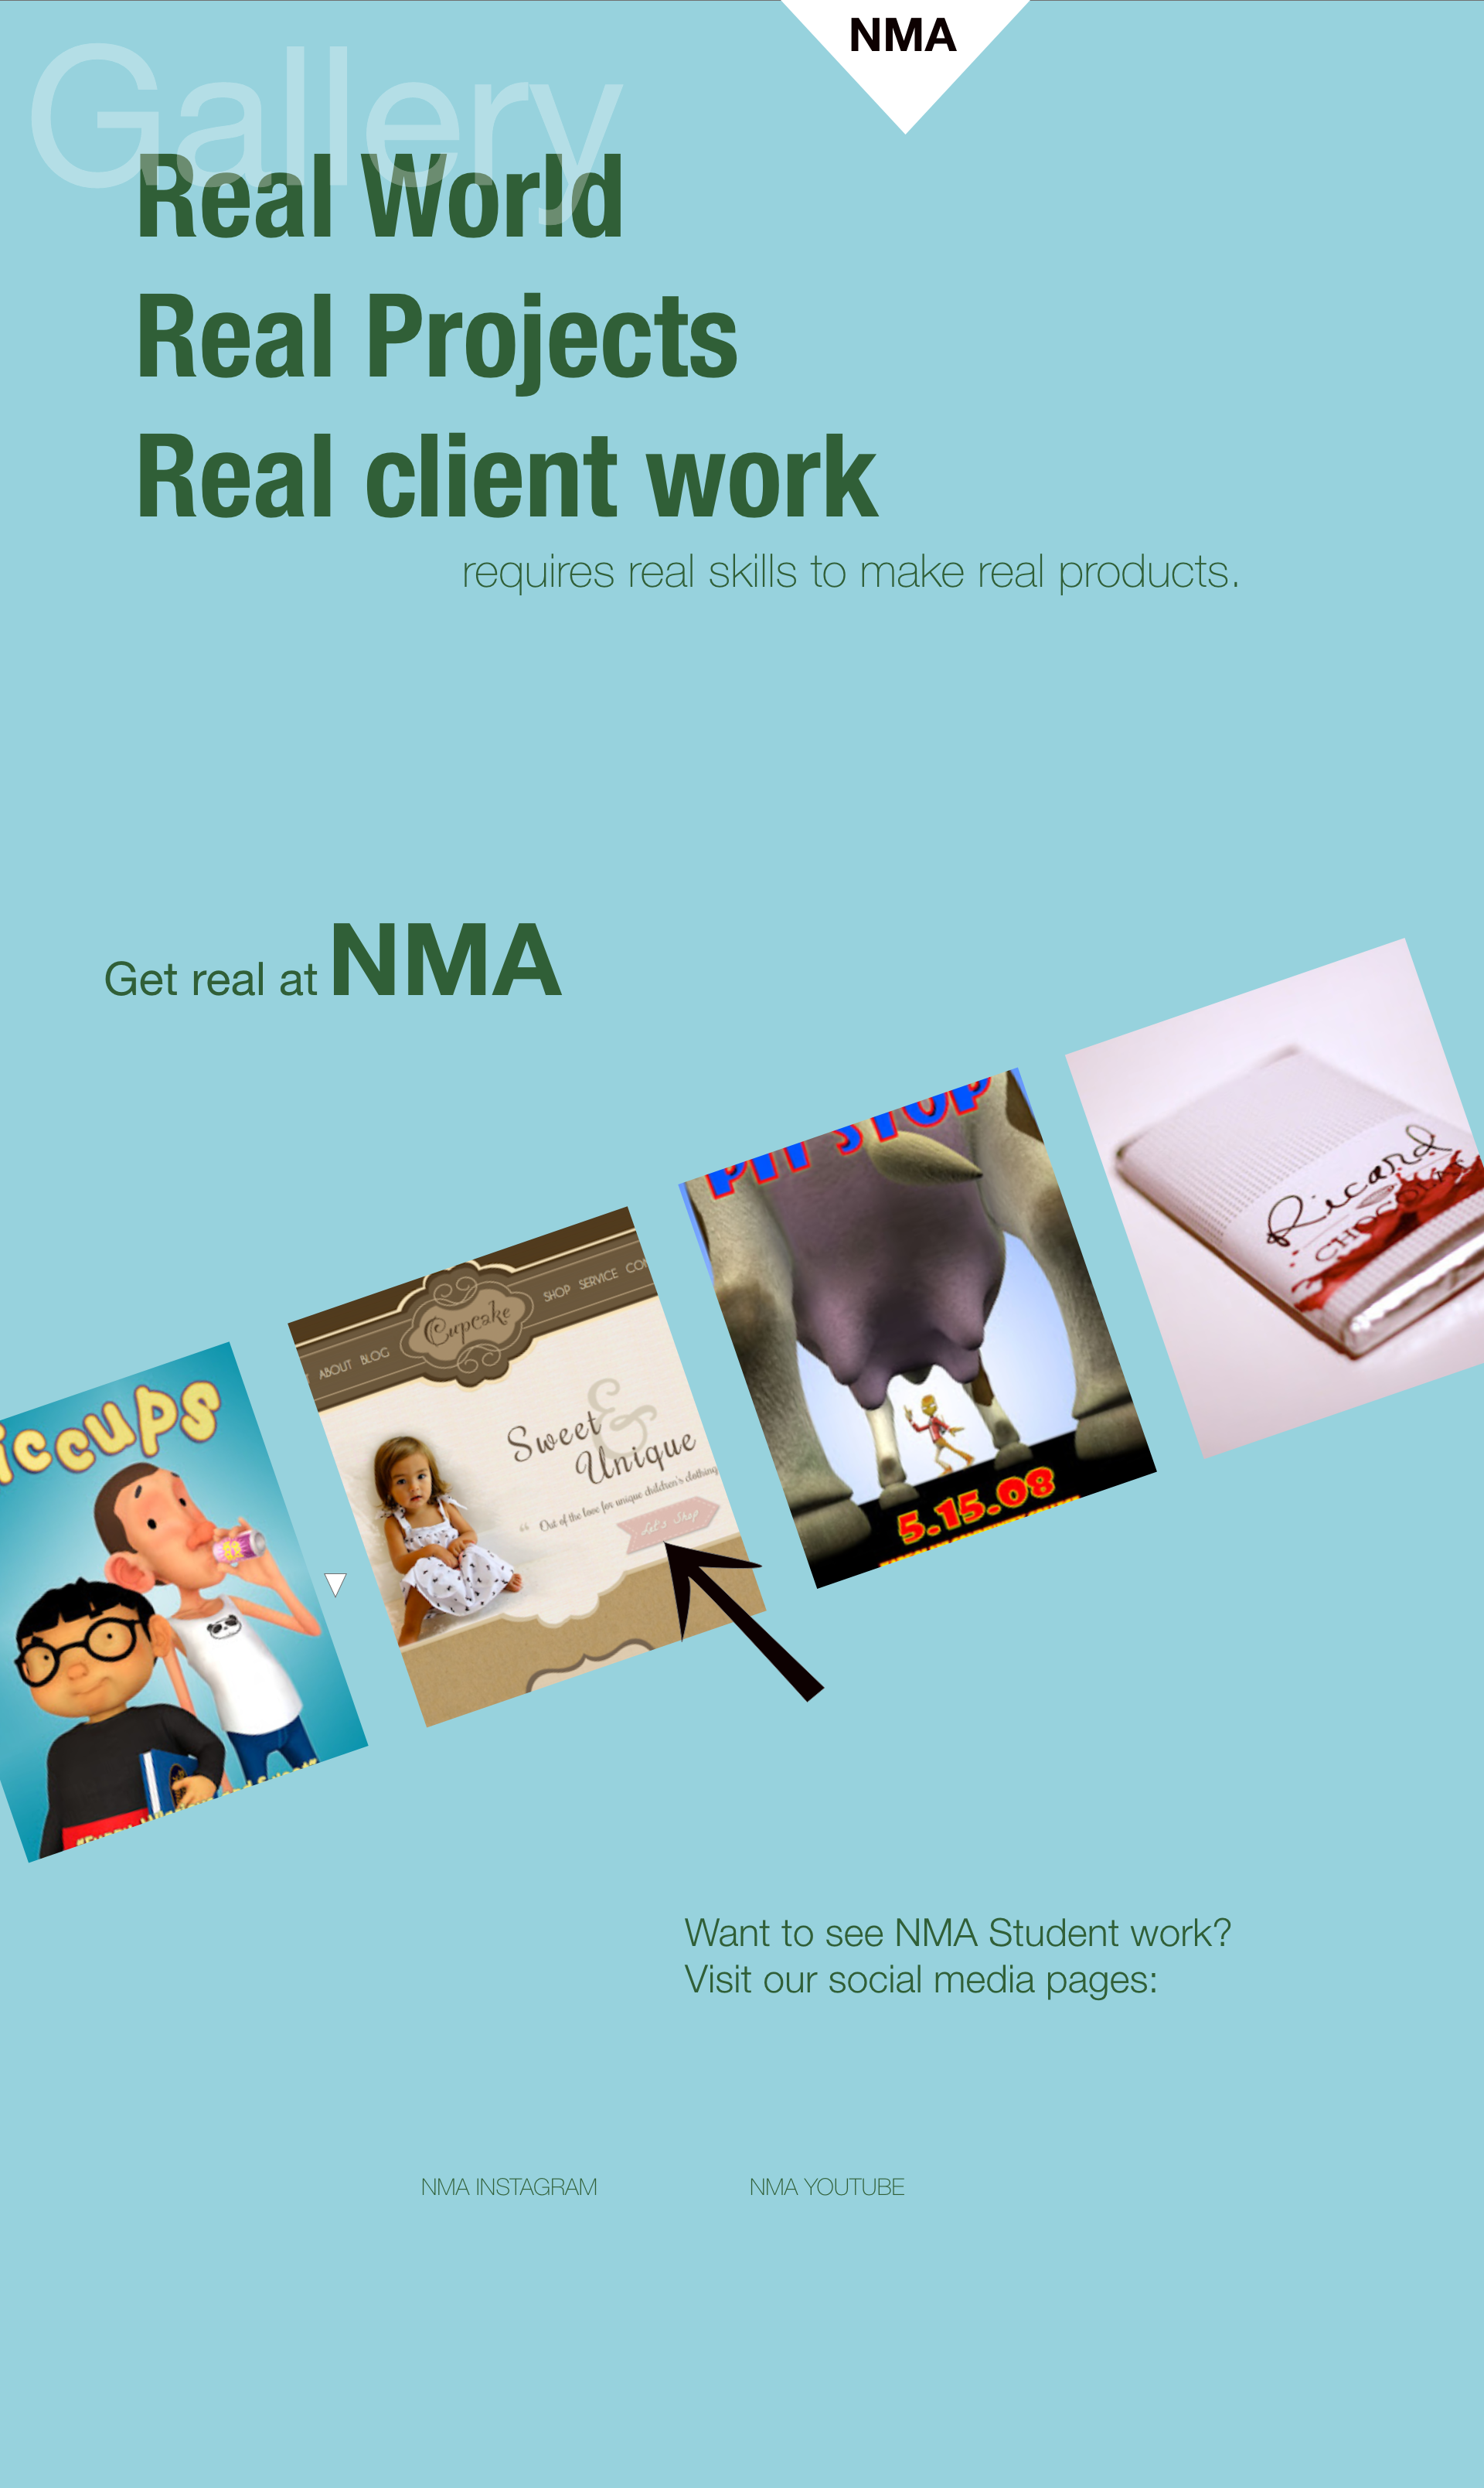 NMA
Gallery
Real World
Real Projects
Real client work
requires real skills to make real products.
Get real at NMA
iccups
ABOUT BLOG Cupcake SHOP SERVICE CON
Sweet &
Unique
“ Out of the love for unique children's clothing
Let's Shop
PIT STOP
5.15.08
Ricard
CHOCOLAT
Want to see NMA Student work?
Visit our social media pages:
NMA INSTAGRAM NMA YOUTUBE